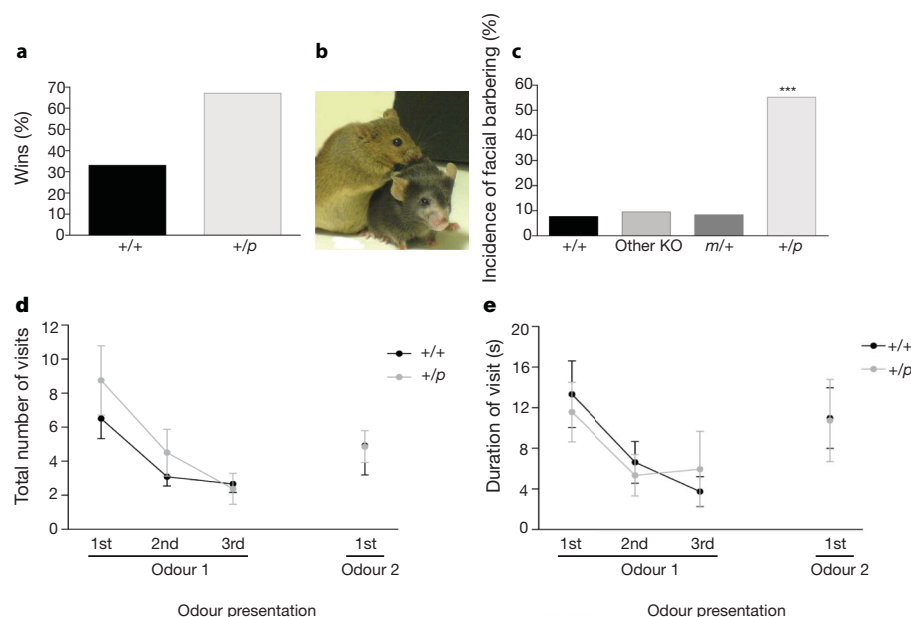 a
Wins (%)
70
60
50
40
30
20
10
0
+/+
+/p
b
c
Incidence of facial barbering (%)
60
50
40
30
20
10
0
***
+/+
Other KO
m/+
+/p
d
Total number of visits
12
10
8
6
4
2
0
+/+
+/p
1st 2nd 3rd 1st
Odour 1 Odour 2
Odour presentation
e
Duration of visit (s)
20
16
12
8
4
0
+/+
+/p
1st 2nd 3rd 1st
Odour 1 Odour 2
Odour presentation